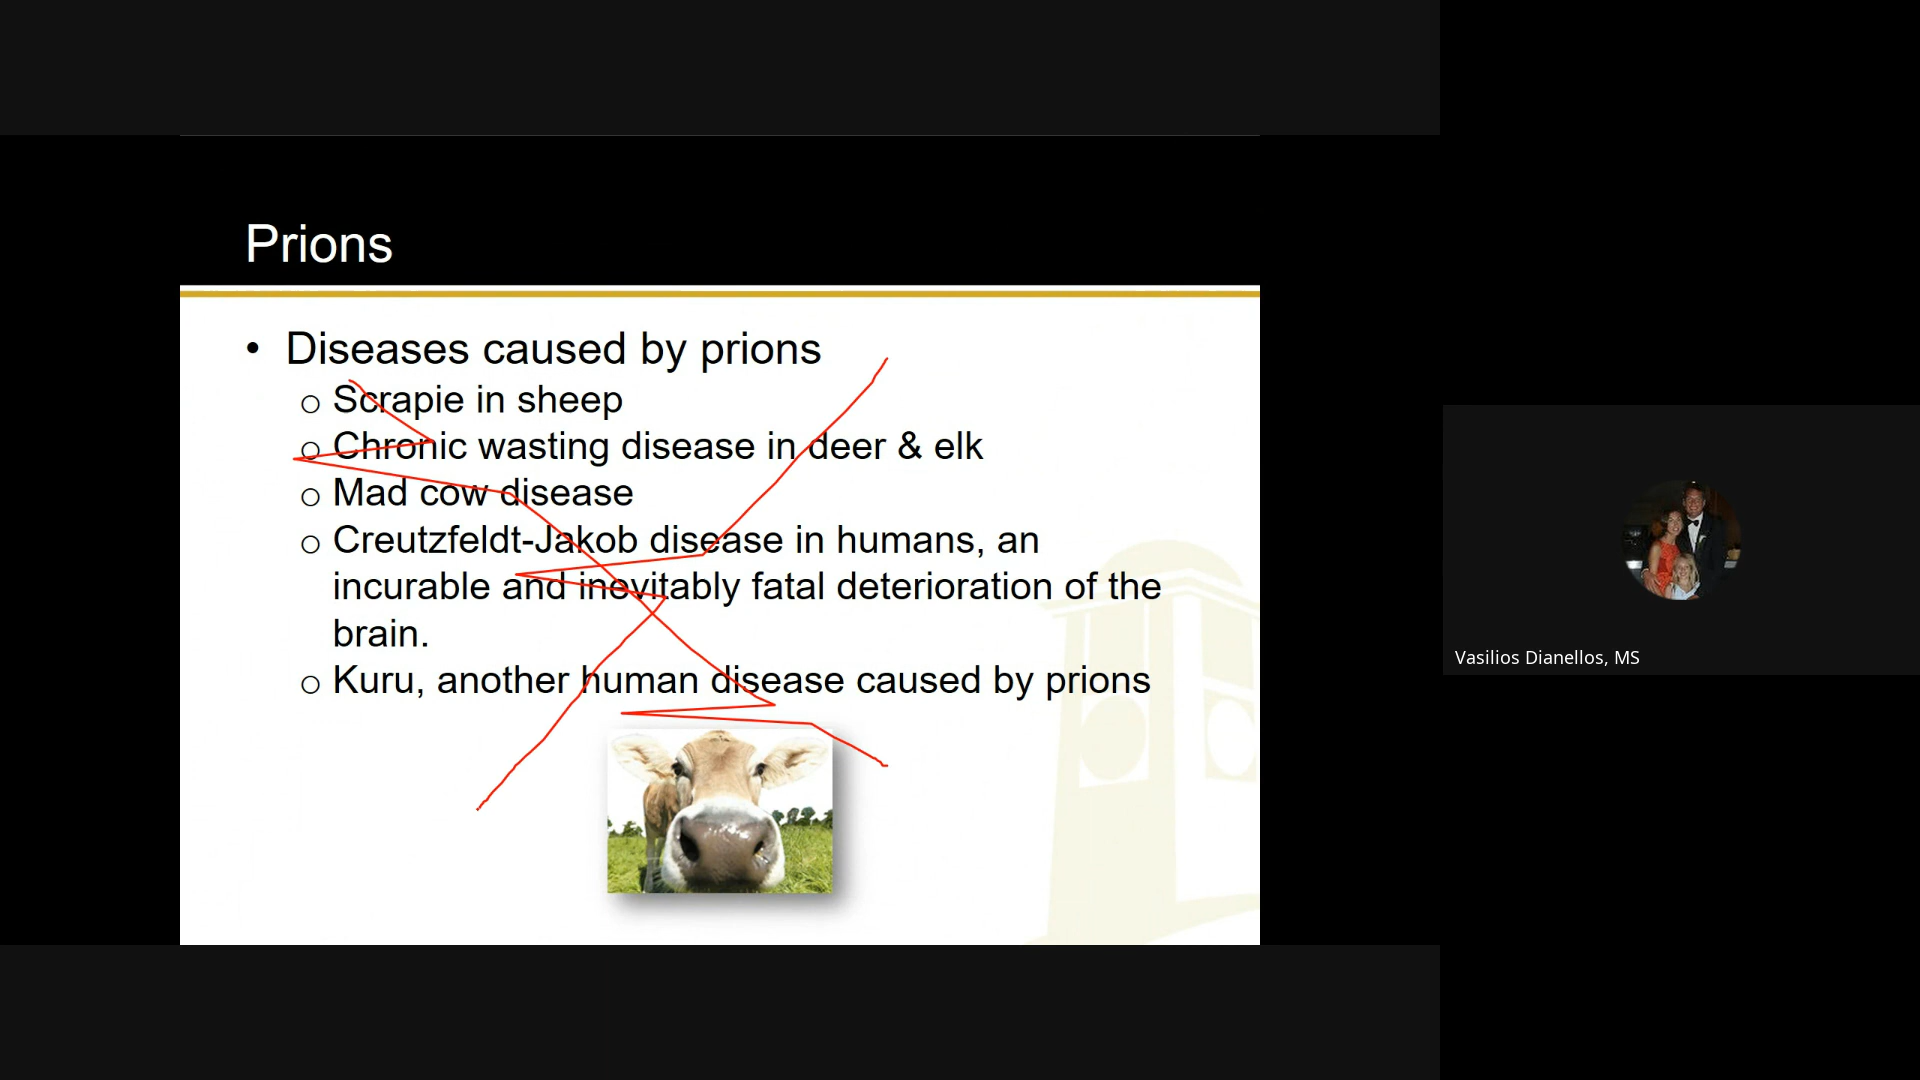 Prions
• Diseases caused by prions
o Scrapie in sheep
o Chronic wasting disease in deer & elk
o Mad cow disease
o Creutzfeldt-Jakob disease in humans, an
incurable and inevitably fatal deterioration of the
brain.
o Kuru, another human disease caused by prions
Vasilios Dianellos, MS